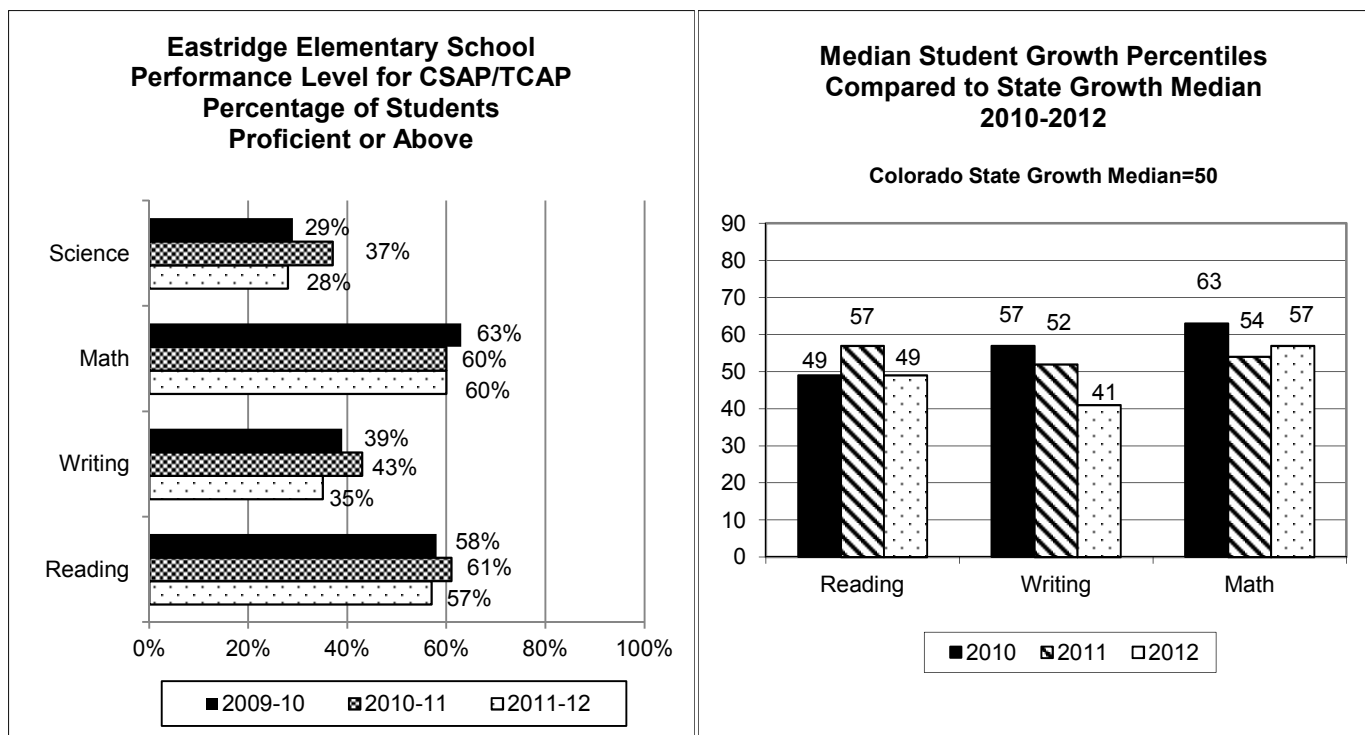 Eastridge Elementary School
Performance Level for CSAP/TCAP
Percentage of Students
Proficient or Above
Science
29%
37%
28%
Math
63%
60%
60%
Writing
39%
43%
35%
Reading
58%
61%
57%
0% 20% 40% 60% 80% 100%
2009-10 2010-11 2011-12
Median Student Growth Percentiles
Compared to State Growth Median
2010-2012
Colorado State Growth Median=50
90
80
70
60
50
40
30
20
10
0
49 57 49
57 52 41
63 54 57
Reading Writing Math
2010 2011 2012